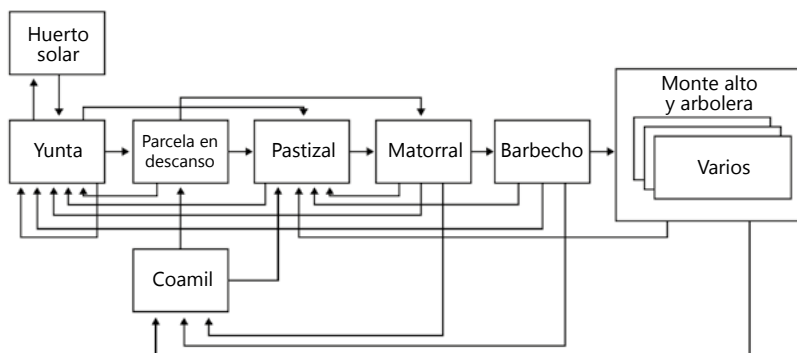 Huerto
solar
Monte alto
y arbolera
Yunta
Parcela en
descanso
Pastizal
Matorral
Barbecho
Varios
Coamil